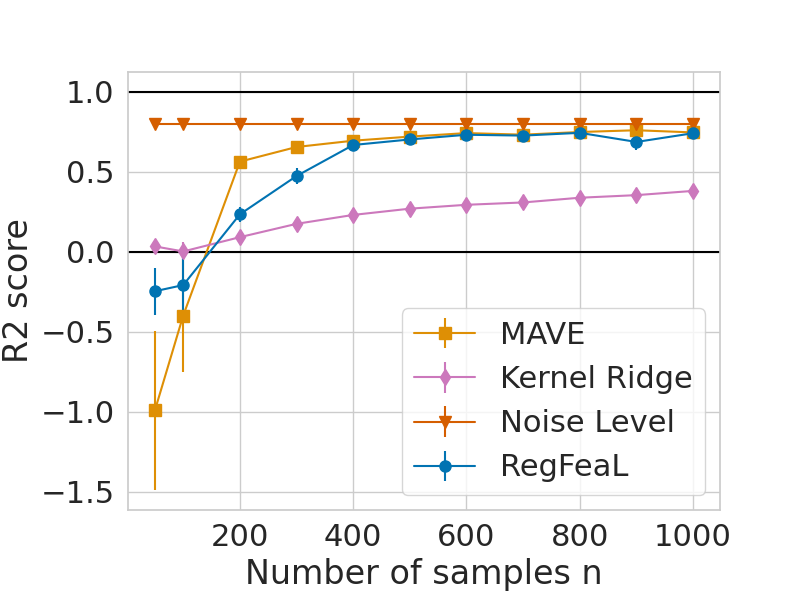 1.0
0.5
0.0
−0.5
−1.0
−1.5
R2 score
MAVE
Kernel Ridge
Noise Level
RegFeaL
200 400 600 800 1000
Number of samples n